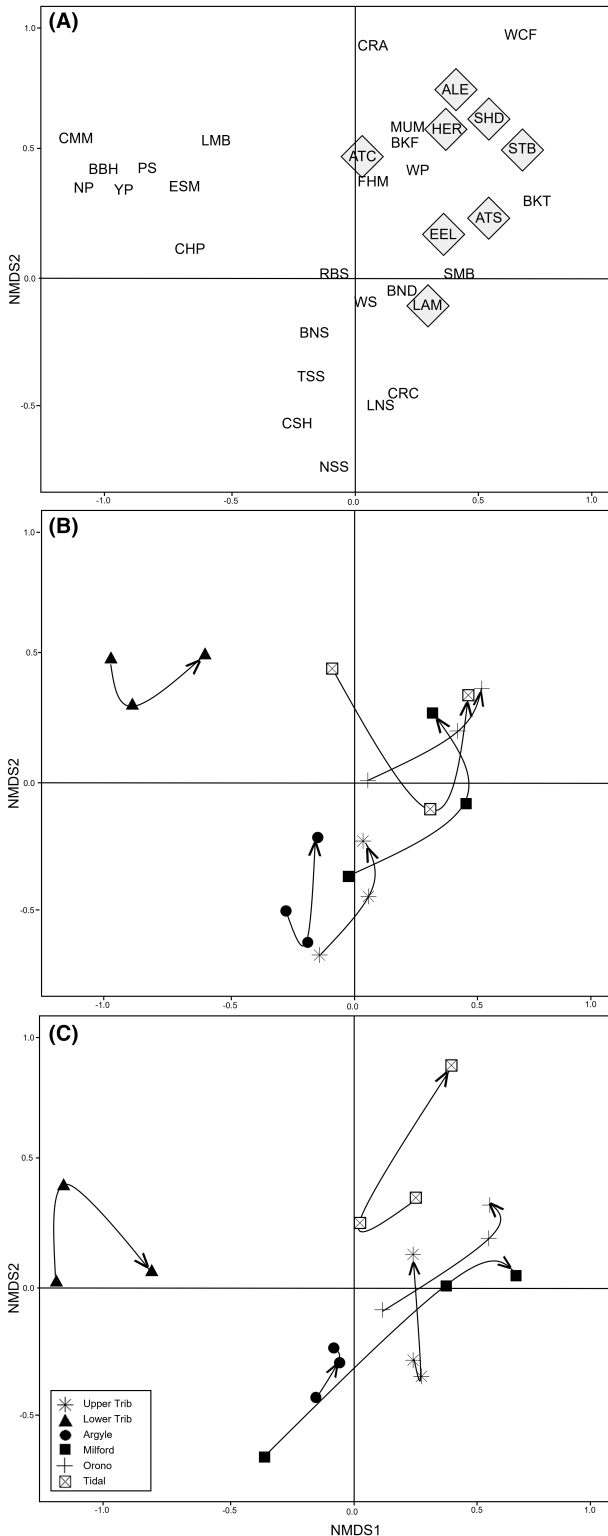 (A)
1.0
0.5
0.0
-0.5
NMDS2
CRA
WCF
ALE
SHD
HER
STB
MUM
BKF
ATC
WP
FHM
BKT
ATS
EEL
CMM
LMB
BBH
PS
NP
YP
ESM
CHP
RBS
SMB
BND
WS
LAM
BNS
TSS
CRC
LNS
CSH
NSS
-1.0
-0.5
0.0
0.5
1.0
(B)
1.0
0.5
0.0
-0.5
NMDS2
-1.0
-0.5
0.0
0.5
1.0
(C)
1.0
0.5
0.0
-0.5
NMDS2
Upper Trib
Lower Trib
Argyle
Milford
Orono
Tidal
-1.0
-0.5
0.0
0.5
1.0
NMDS1